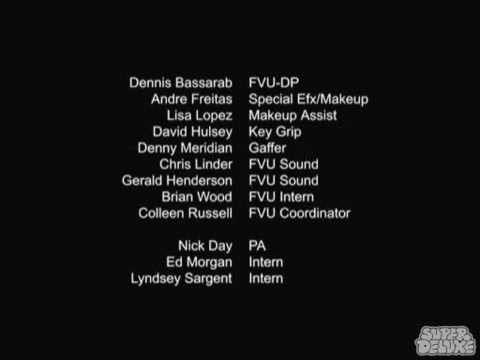 Dennis Bassarab FVU-DP
Andre Freitas Special Efx/Makeup
Lisa Lopez Makeup Assist
David Hulsey Key Grip
Denny Meridian Gaffer
Chris Linder FVU Sound
Gerald Henderson FVU Sound
Brian Wood FVU Intern
Colleen Russell FVU Coordinator
Nick Day PA
Ed Morgan Intern
Lyndsey Sargent Intern
SUPER
DELUXE